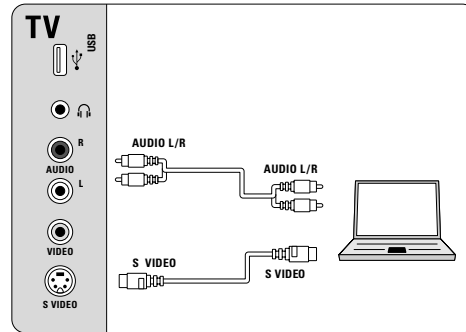 TV
USB
R
AUDIO
L
VIDEO
S VIDEO
AUDIO L/R
AUDIO L/R
S VIDEO
S VIDEO